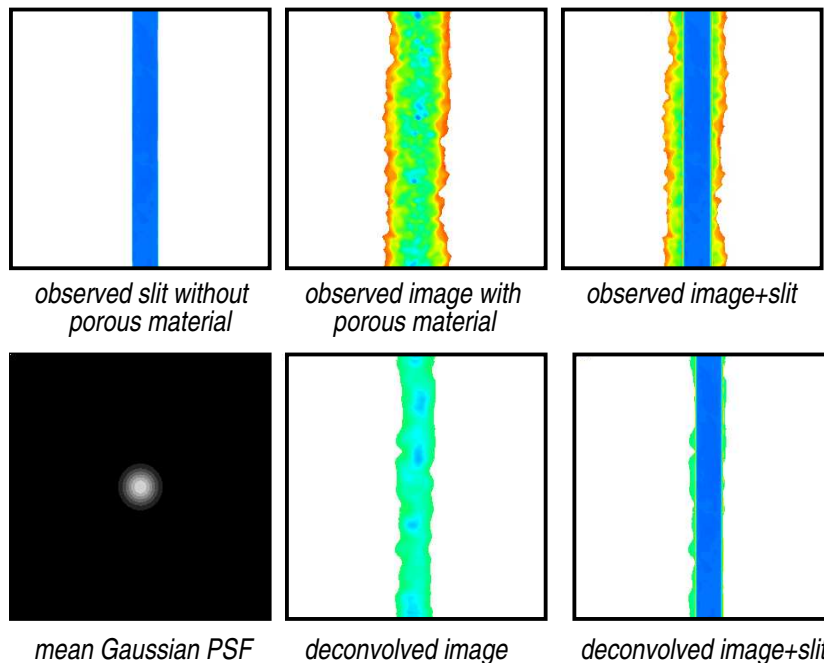 observed slit without
porous material
observed image with
porous material
observed image+slit
mean Gaussian PSF
deconvolved image
deconvolved image+slit